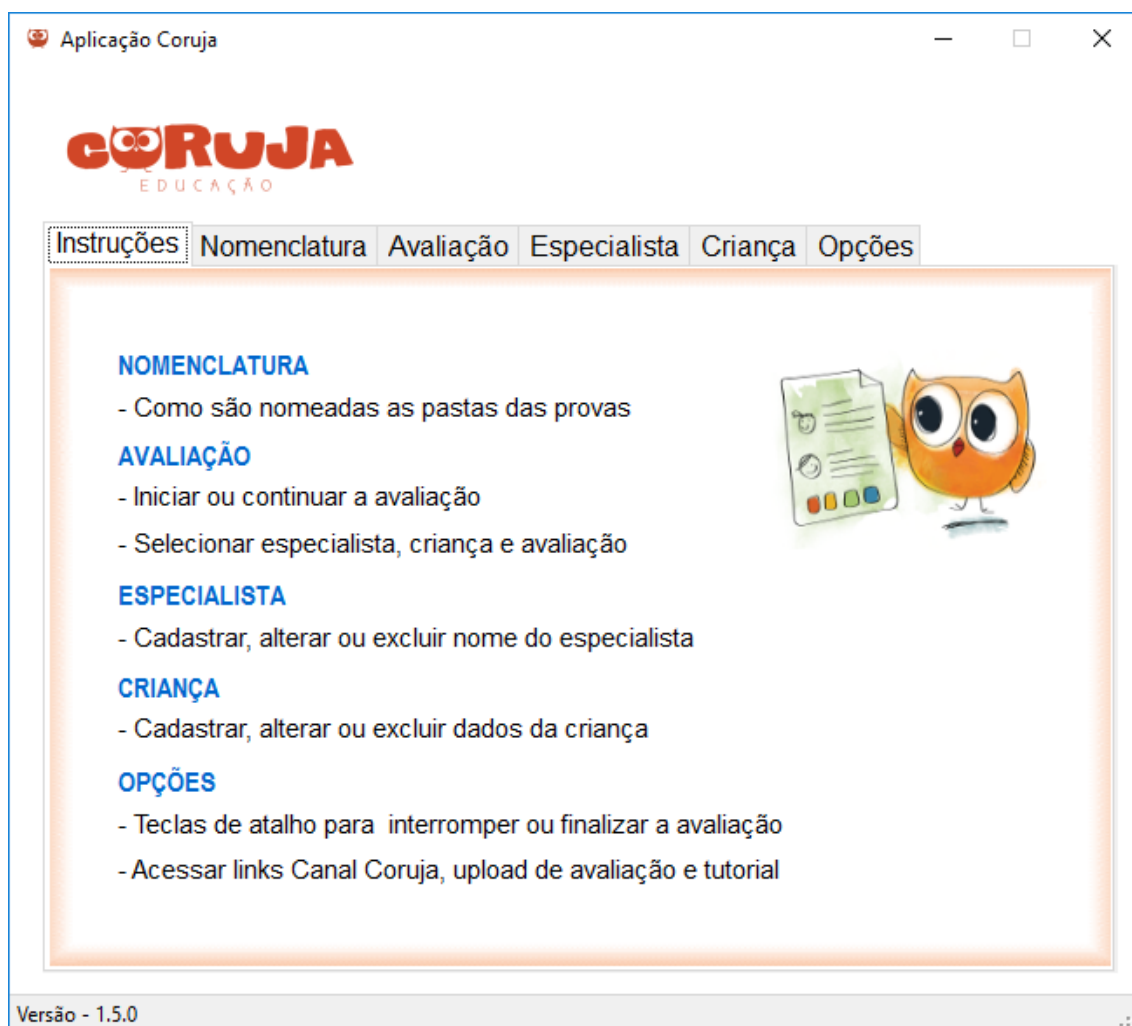 Aplicação Coruja
CORUJA
EDUCAÇÃO
Instruções Nomenclatura Avaliação Especialista Criança Opções
NOMENCLATURA
- Como são nomeadas as pastas das provas
AVALIAÇÃO
- Iniciar ou continuar a avaliação
- Selecionar especialista, criança e avaliação
ESPECIALISTA
- Cadastrar, alterar ou excluir nome do especialista
CRIANÇA
- Cadastrar, alterar ou excluir dados da criança
OPÇÕES
- Teclas de atalho para  interromper ou finalizar a avaliação
- Acessar links Canal Coruja, upload de avaliação e tutorial
Versão - 1.5.0